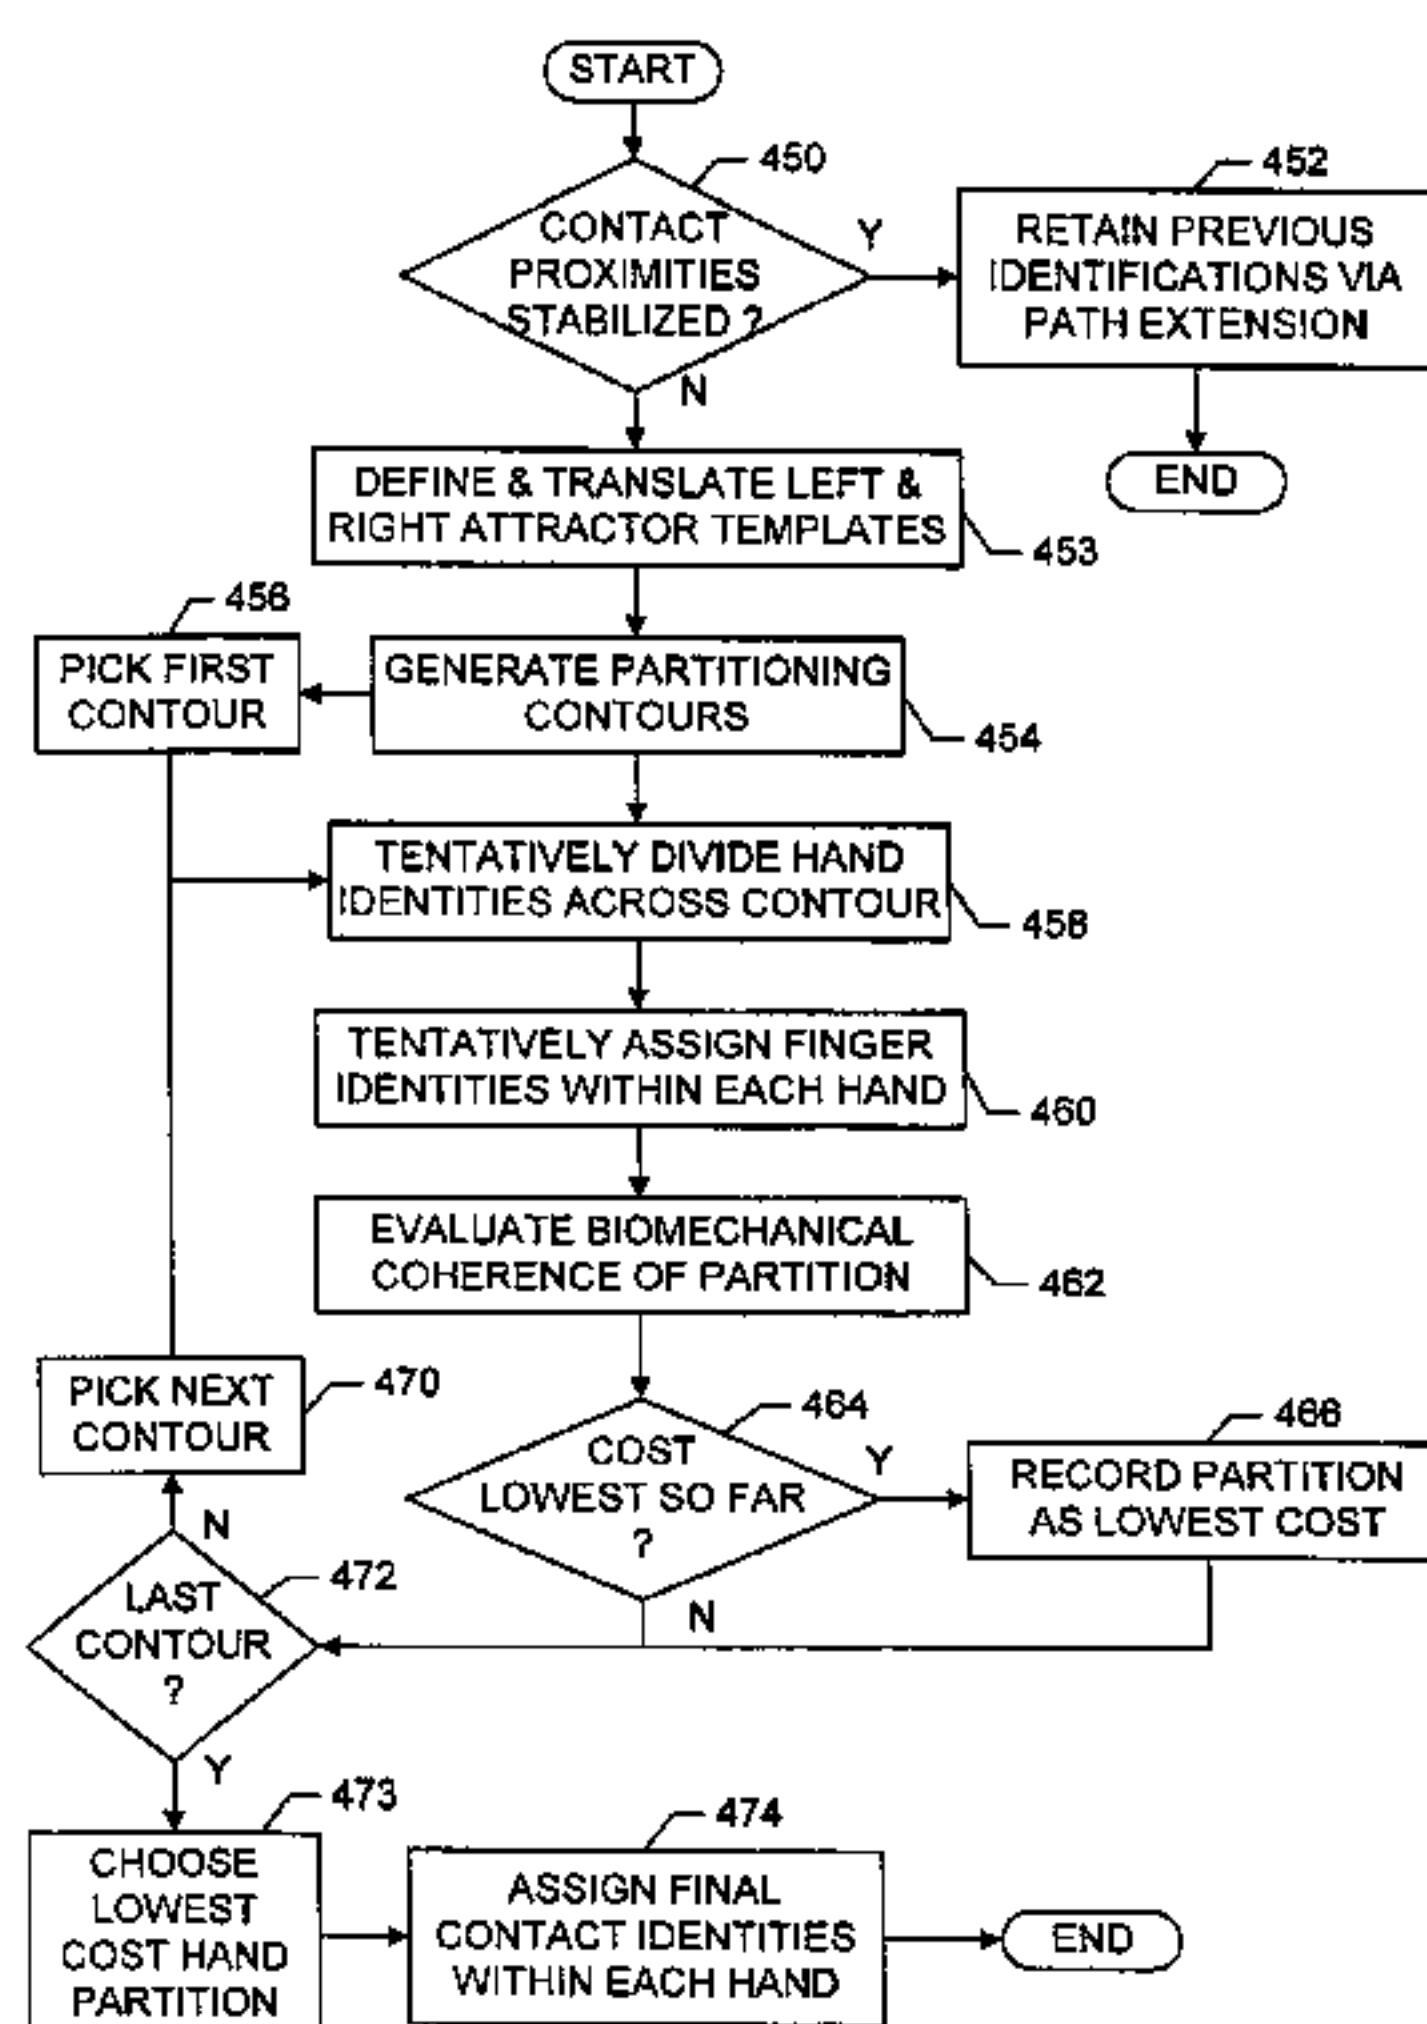 START
450
CONTACT
PROXIMITIES
STABILIZED ?
Y
N
452
RETAIN PREVIOUS
IDENTIFICATIONS VIA
PATH EXTENSION
END
DEFINE & TRANSLATE LEFT &
RIGHT ATTRACTOR TEMPLATES
453
456
PICK FIRST
CONTOUR
GENERATE PARTITIONING
CONTOURS
454
TENTATIVELY DIVIDE HAND
IDENTITIES ACROSS CONTOUR
458
TENTATIVELY ASSIGN FINGER
IDENTITIES WITHIN EACH HAND
460
EVALUATE BIOMECHANICAL
COHERENCE OF PARTITION
462
PICK NEXT
CONTOUR
470
464
COST
LOWEST SO FAR
?
Y
N
466
RECORD PARTITION
AS LOWEST COST
N
472
LAST
CONTOUR
?
Y
473
CHOOSE
LOWEST
COST HAND
PARTITION
474
ASSIGN FINAL
CONTACT IDENTITIES
WITHIN EACH HAND
END